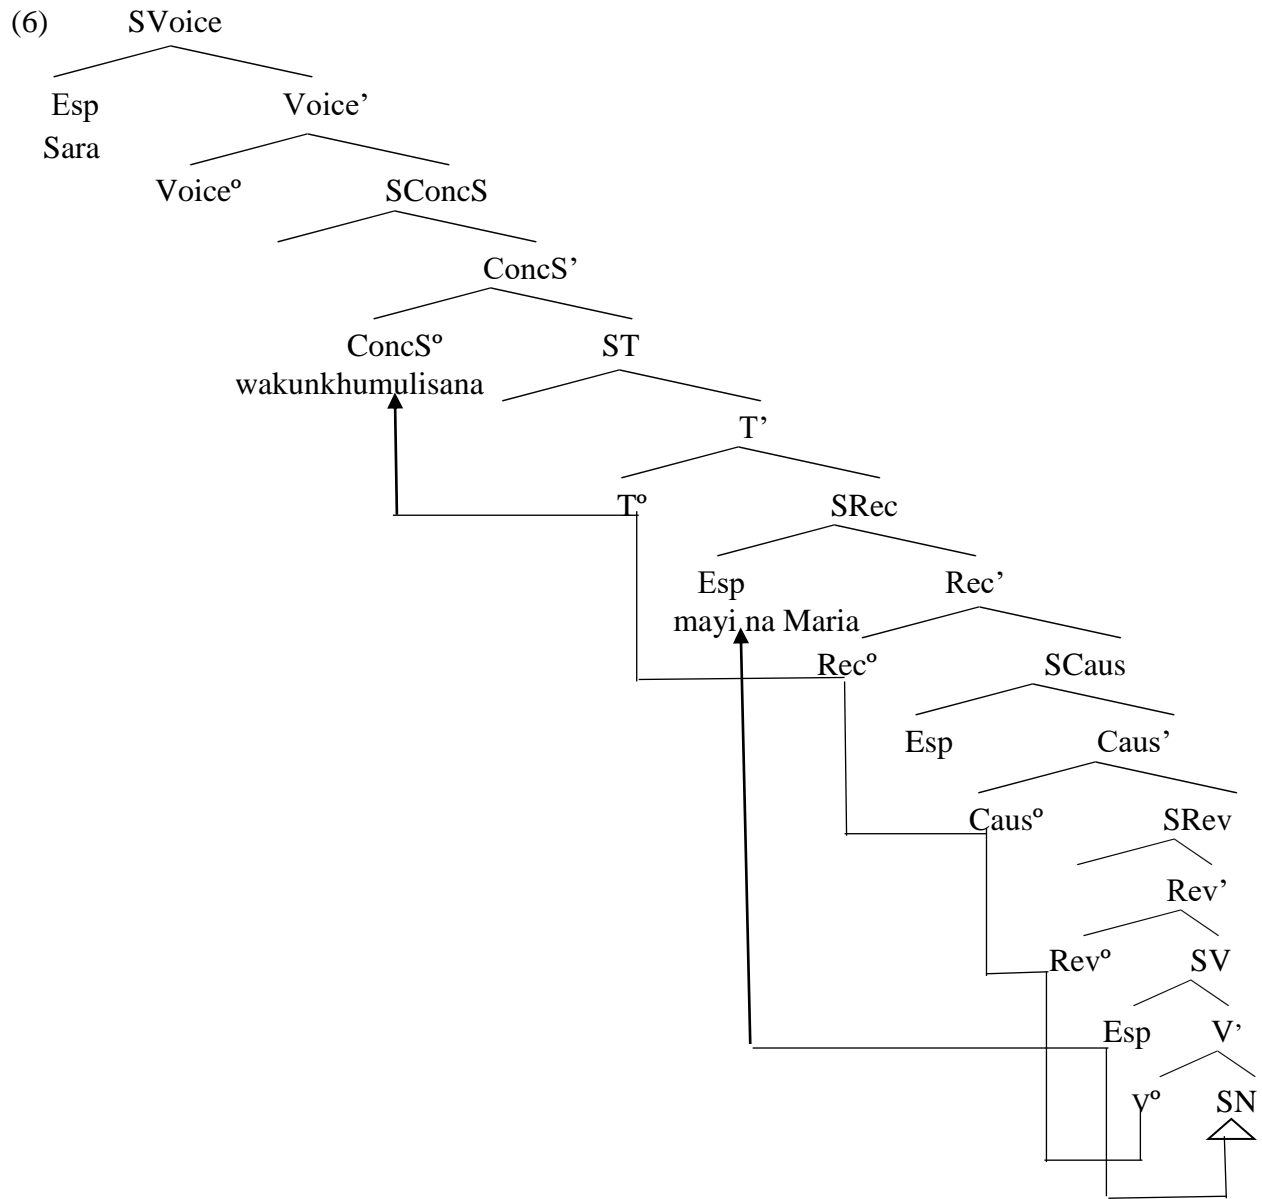 (6) SVoice
Esp Voice’
Sara
Voiceº SConcS
ConcS’
ConcSº ST
wakunkhumulisana
T’
Tº SRec
Esp Rec’
mayi na Maria
Recº SCaus
Esp Caus’
Causº SRev
Rev’
Revº SV
Esp V’
Vº SN